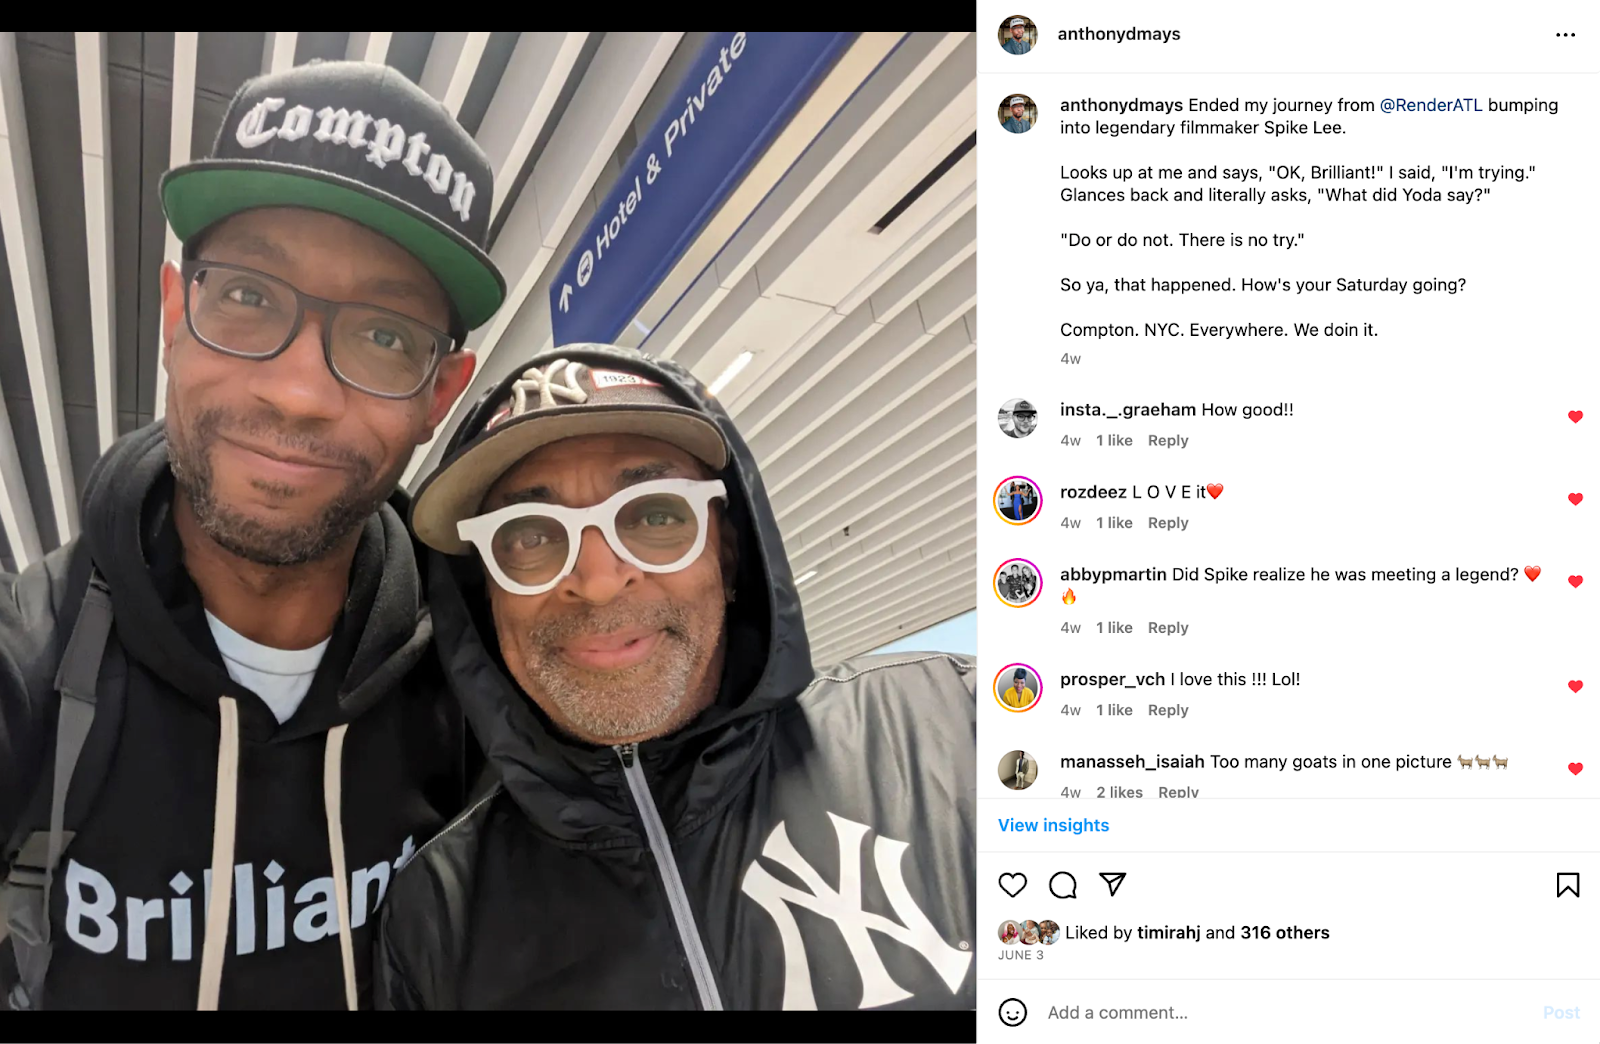 Compton
Hotel & Private
NY
1923
Brilliant
NY
anthonydmays
anthonydmays Ended my journey from @RenderATL bumping
into legendary filmmaker Spike Lee.
Looks up at me and says, "OK, Brilliant!" I said, "I'm trying."
Glances back and literally asks, "What did Yoda say?"
"Do or do not. There is no try."
So ya, that happened. How's your Saturday going?
Compton. NYC. Everywhere. We doin it.
4w
insta._.graeham How good!!
4w 1 like Reply
rozdeez L O V E it❤️
4w 1 like Reply
abbypmartin Did Spike realize he was meeting a legend? ❤️
🔥
4w 1 like Reply
prosper_vch I love this !!! Lol!
4w 1 like Reply
manasseh_isaiah Too many goats in one picture 🐐🐐🐐
4w 2 likes Reply
View insights
Liked by timirahj and 316 others
JUNE 3
Add a comment...
Post